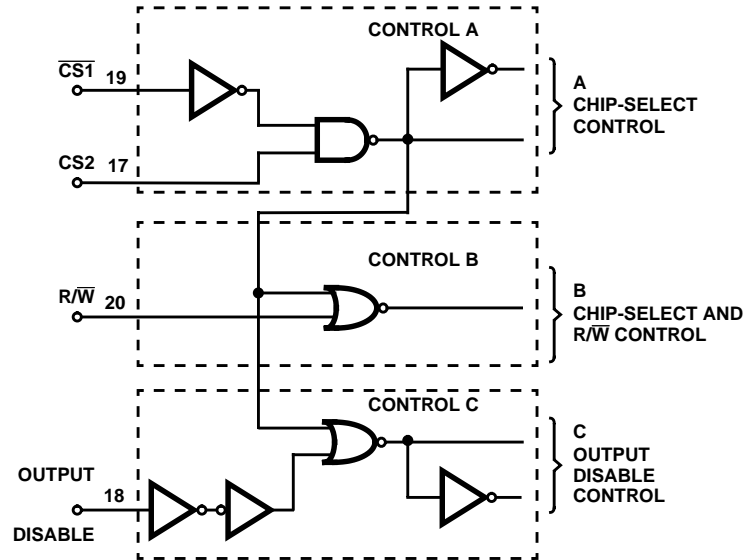 CONTROL A
C̅S̅1̅ 19
CS2 17
A
CHIP-SELECT
CONTROL
CONTROL B
R/W̅ 20
B
CHIP-SELECT AND
R/W̅ CONTROL
CONTROL C
OUTPUT
18
DISABLE
C
OUTPUT
DISABLE
CONTROL